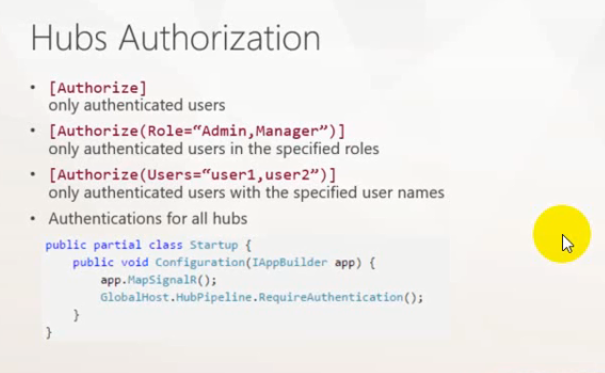 Hubs Authorization
• [Authorize]
only authenticated users
• [Authorize(Role=“Admin,Manager”)]
only authenticated users in the specified roles
• [Authorize(Users=“user1,user2”)]
only authenticated users with the specified user names
• Authentications for all hubs
public partial class Startup {
    public void Configuration(IAppBuilder app) {
        app.MapSignalR();
        GlobalHost.HubPipeline.RequireAuthentication();
    }
}